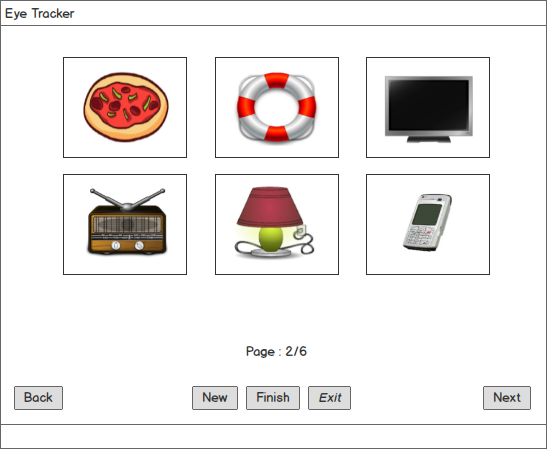 Eye Tracker
Page : 2/6
Back New Finish Exit Next